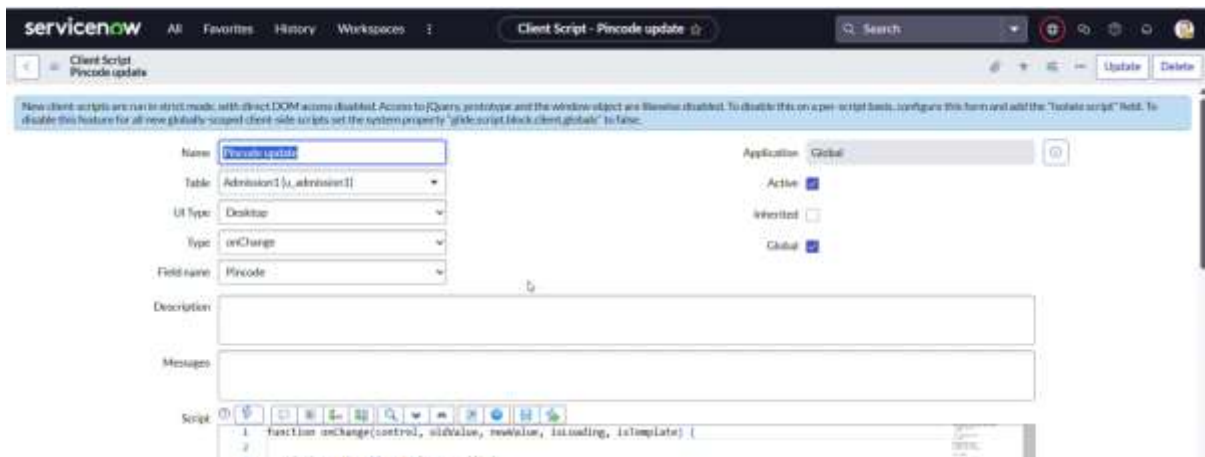 servicenow All Favorites History Workspaces Client Script - Pincode update Search
Client Script
Pincode update
Update Delete
New client scripts are run in strict mode, with direct DOM access disabled. Access to jQuery, prototype and the window object are likewise disabled. To disable this on a per-script basis, configure this form and add the "Isolate script" field. To
disable this feature for all new globally-scoped client-side scripts set the system property "glide.script.block.client.globals" to false.
Name Pincode update
Application Global
Table Admission1 [u_admission1]
Active
UI Type Desktop
Inherited
Type onChange
Global
Field name Pincode
Description
Messages
Script
1 function onChange(control, oldValue, newValue, isLoading, isTemplate) {
2